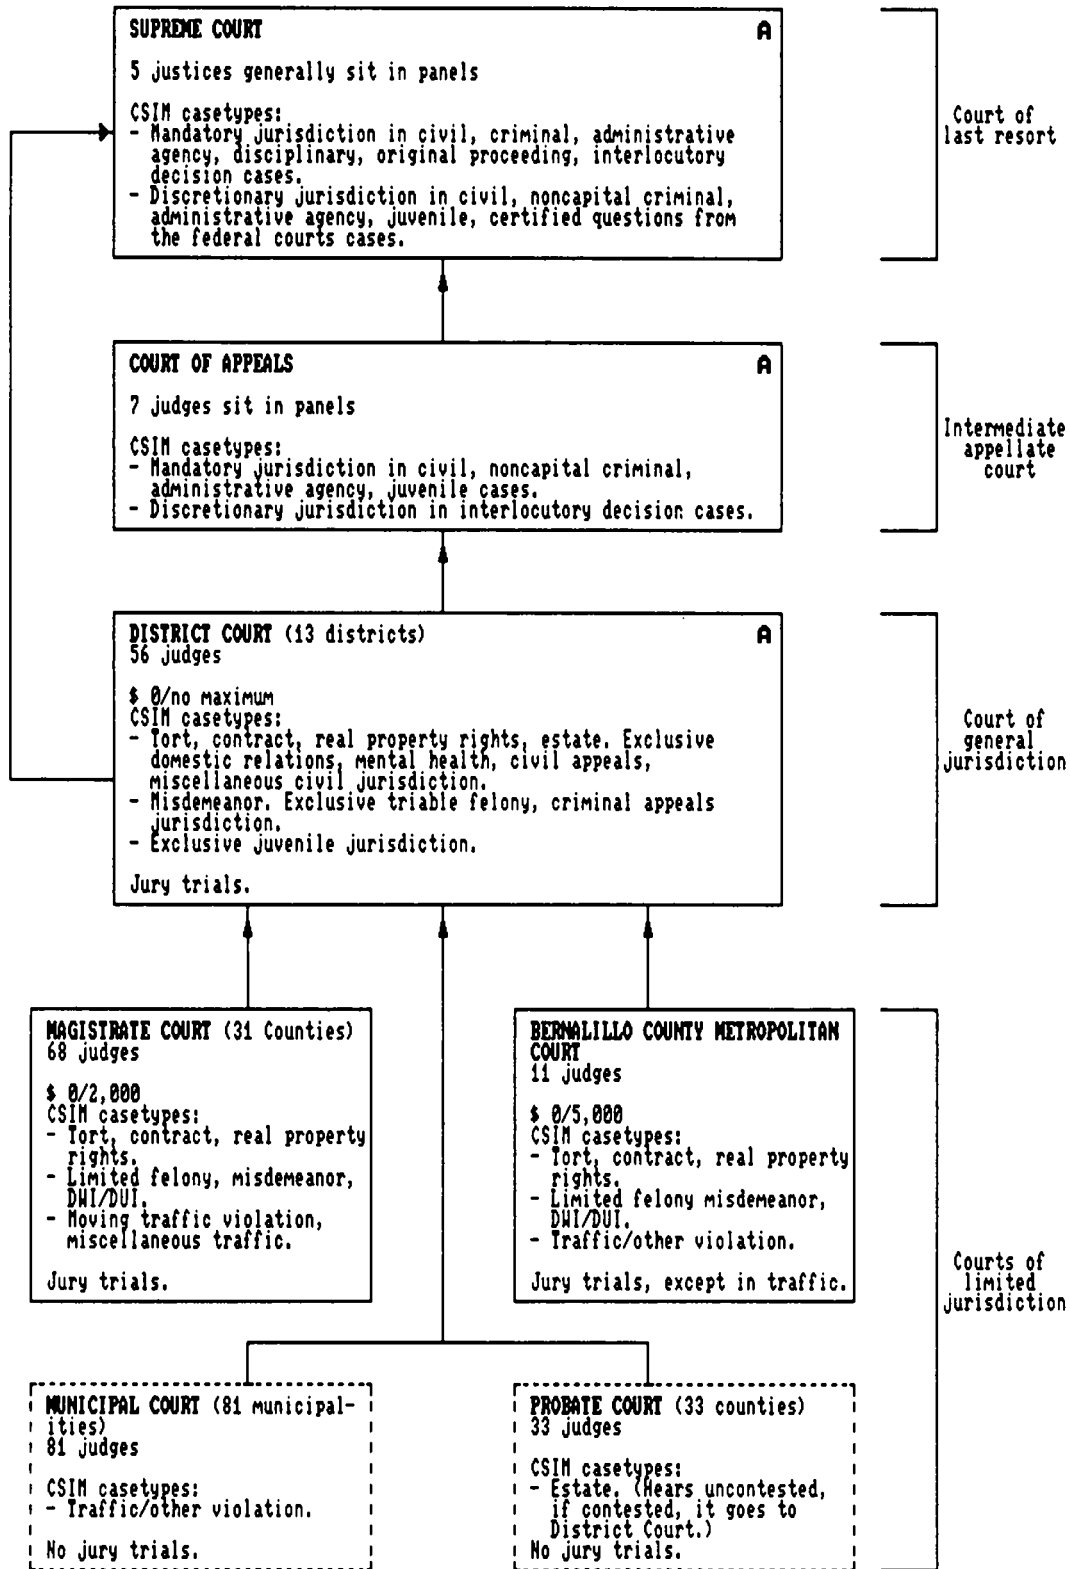 SUPREME COURT A
5 justices generally sit in panels
CSIM casetypes:
- Mandatory jurisdiction in civil, criminal, administrative
agency, disciplinary, original proceeding, interlocutory
decision cases.
- Discretionary jurisdiction in civil, noncapital criminal,
administrative agency, juvenile, certified questions from
the federal courts cases.
Court of
last resort
COURT OF APPEALS A
7 judges sit in panels
CSIM casetypes:
- Mandatory jurisdiction in civil, noncapital criminal,
administrative agency, juvenile cases.
- Discretionary jurisdiction in interlocutory decision cases.
Intermediate
appellate
court
DISTRICT COURT (13 districts) A
56 judges
$ 0/no maximum
CSIM casetypes:
- Tort, contract, real property rights, estate. Exclusive
domestic relations, mental health, civil appeals,
miscellaneous civil jurisdiction.
- Misdemeanor. Exclusive triable felony, criminal appeals
jurisdiction.
- Exclusive juvenile jurisdiction.
Jury trials.
Court of
general
jurisdiction
MAGISTRATE COURT (31 Counties)
68 judges
$ 0/2,000
CSIM casetypes:
- Tort, contract, real property
rights.
- Limited felony, misdemeanor,
DWI/DUI.
- Moving traffic violation,
miscellaneous traffic.
Jury trials.
BERNALILLO COUNTY METROPOLITAN
COURT
11 judges
$ 0/5,000
CSIM casetypes:
- Tort, contract, real property
rights.
- Limited felony misdemeanor,
DWI/DUI.
- Traffic/other violation.
Jury trials, except in traffic.
Courts of
limited
jurisdiction
MUNICIPAL COURT (81 municipal-
ities)
81 judges
CSIM casetypes:
- Traffic/other violation.
No jury trials.
PROBATE COURT (33 counties)
33 judges
CSIM casetypes:
- Estate. (Hears uncontested,
if contested, it goes to
District Court.)
No jury trials.